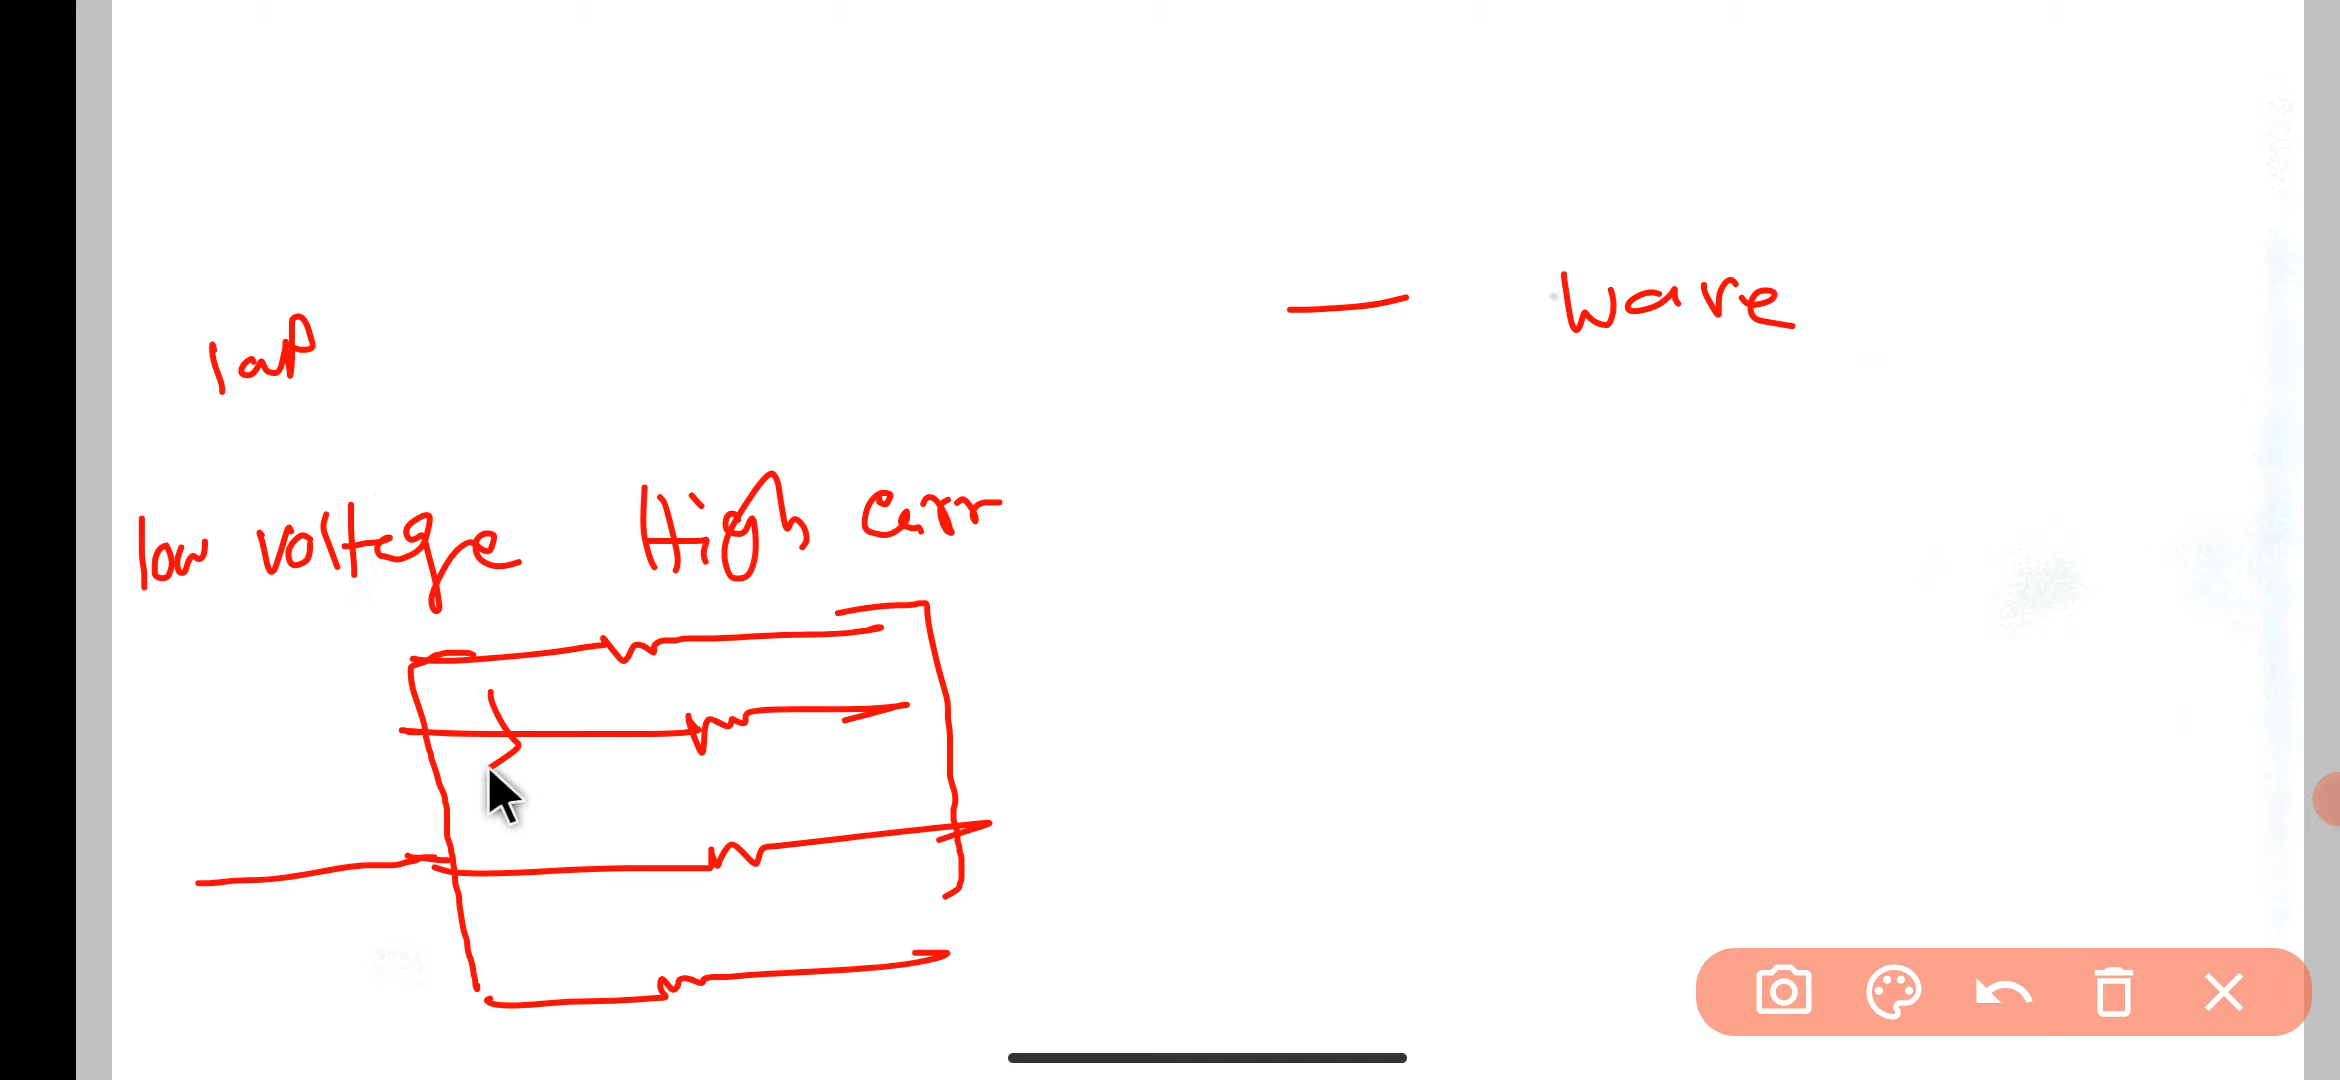 — wave
lap
low voltage High curr